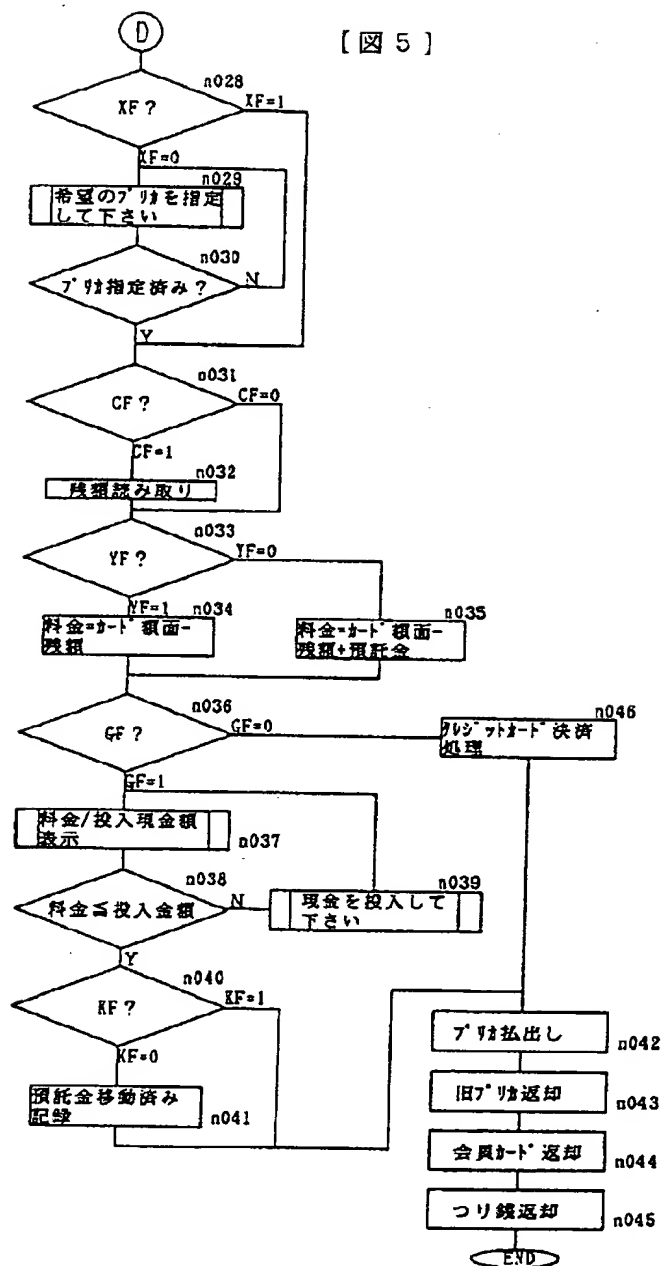 D
[図5]
n028
XF?
XF=1
XF=0
n029
希望のプリカを指定
して下さい
n030
プリカ指定済み?
N
Y
n031
CF?
CF=0
CF=1
n032
残額読み取り
n033
YF?
YF=0
YF=1
n034
料金=カード額面-
残額
n035
料金=カード額面-
残額+預託金
n036
GF?
GF=0
n046
クレジットカード決済
処理
GF=1
料金/投入現金額
表示
n037
n038
料金≦投入金額
N
n039
現金を投入して
下さい
Y
n040
KF?
KF=1
KF=0
預託金移動済み
記録
n041
プリカ払出し
n042
旧プリカ返却
n043
会員カード返却
n044
つり銭返却
n045
END